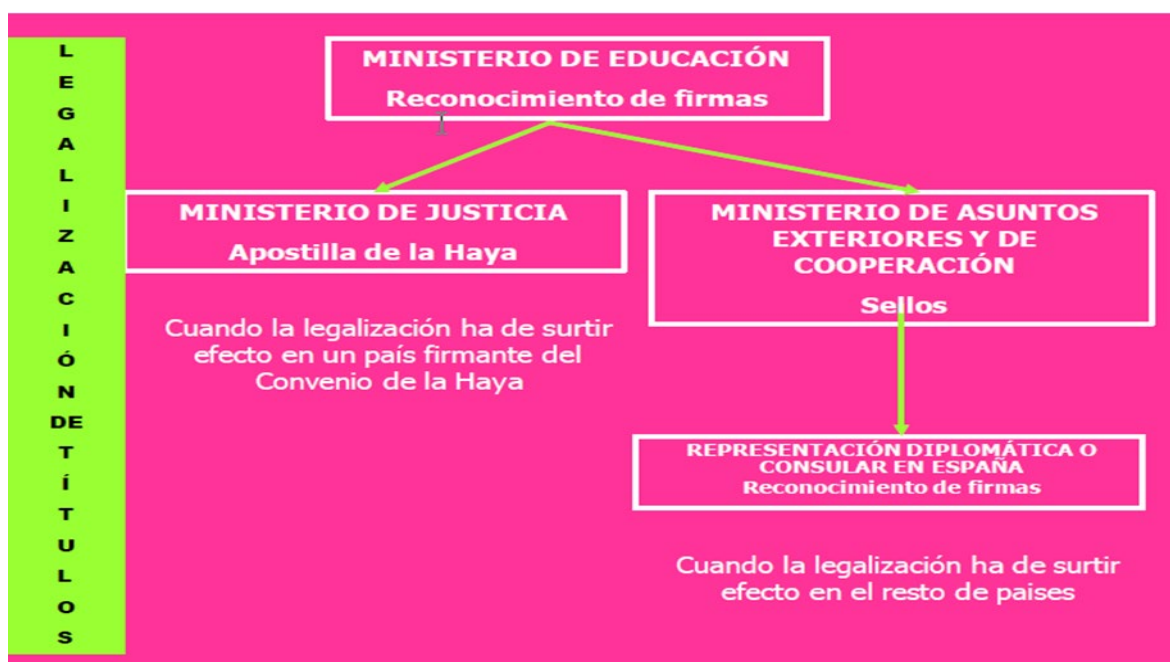 LEGALIZACIÓN DE TÍTULOS
MINISTERIO DE EDUCACIÓN
Reconocimiento de firmas
MINISTERIO DE JUSTICIA
Apostilla de la Haya
Cuando la legalización ha de surtir
efecto en un país firmante del
Convenio de la Haya
MINISTERIO DE ASUNTOS
EXTERIORES Y DE
COOPERACIÓN
Sellos
REPRESENTACIÓN DIPLOMÁTICA O
CONSULAR EN ESPAÑA
Reconocimiento de firmas
Cuando la legalización ha de surtir
efecto en el resto de paises